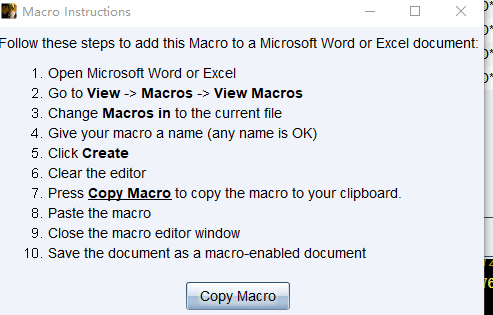 Macro Instructions
Follow these steps to add this Macro to a Microsoft Word or Excel document:
1. Open Microsoft Word or Excel
2. Go to View -> Macros -> View Macros
3. Change Macros in to the current file
4. Give your macro a name (any name is OK)
5. Click Create
6. Clear the editor
7. Press Copy Macro to copy the macro to your clipboard.
8. Paste the macro
9. Close the macro editor window
10. Save the document as a macro-enabled document
Copy Macro